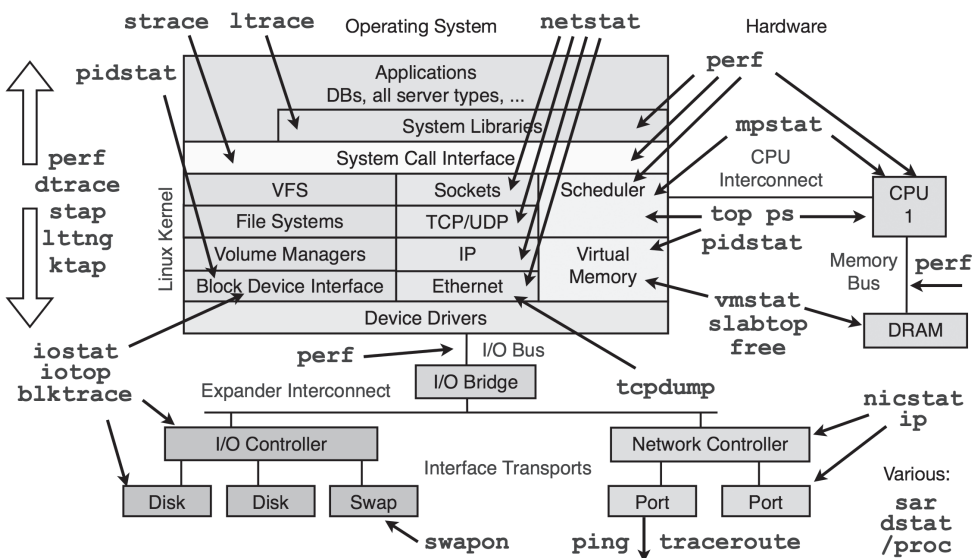 strace ltrace
Operating System
netstat
Hardware
pidstat
Applications
DBs, all server types, ...
perf
System Libraries
mpstat
System Call Interface
CPU
Interconnect
perf
dtrace
stap
lttng
ktap
Linux Kernel
VFS
Sockets
Scheduler
File Systems
TCP/UDP
Volume Managers
IP
Virtual
Memory
Block Device Interface
Ethernet
Device Drivers
CPU
1
top ps
pidstat
Memory
Bus
perf
vmstat
slabtop
free
DRAM
iostat
iotop
blktrace
perf
I/O Bus
I/O Bridge
tcpdump
Expander Interconnect
nicstat
ip
I/O Controller
Network Controller
Interface Transports
Disk
Disk
Swap
Port
Port
swapon
ping traceroute
Various:
sar
dstat
/proc